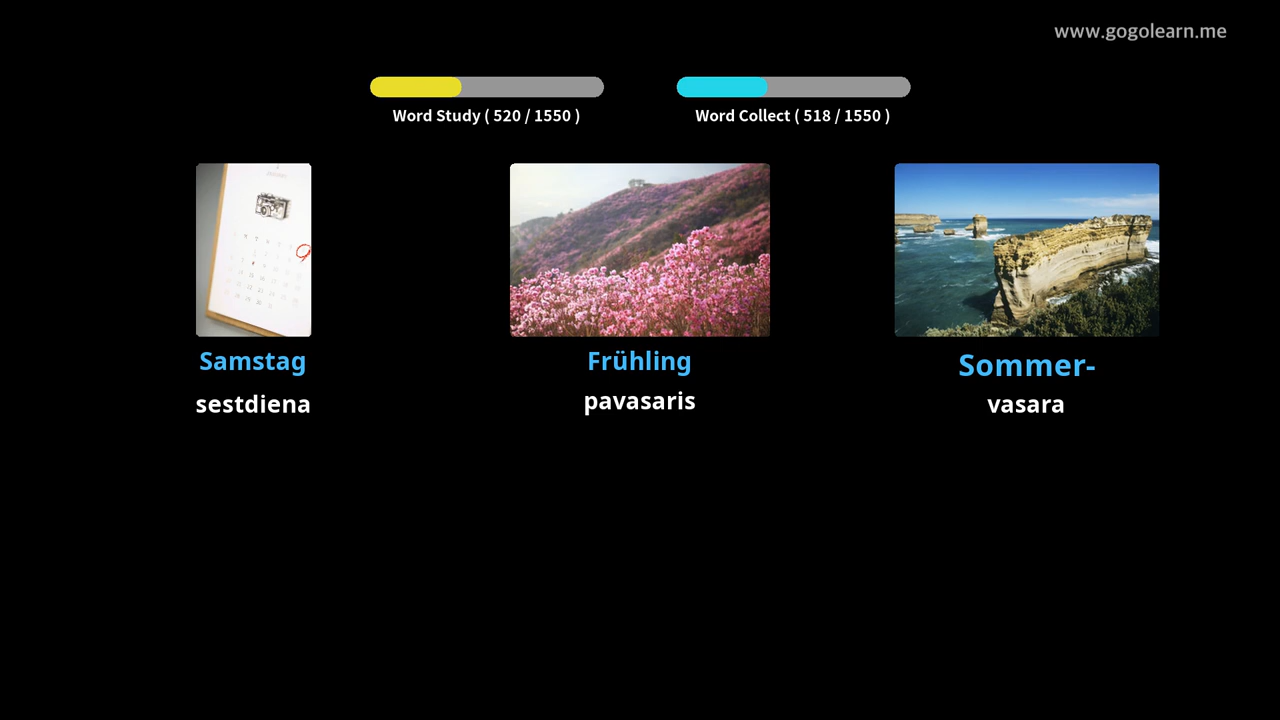 www.gogolearn.me
Word Study ( 520 / 1550 )
Word Collect ( 518 / 1550 )
Samstag
Frühling
Sommer-
sestdiena
pavasaris
vasara